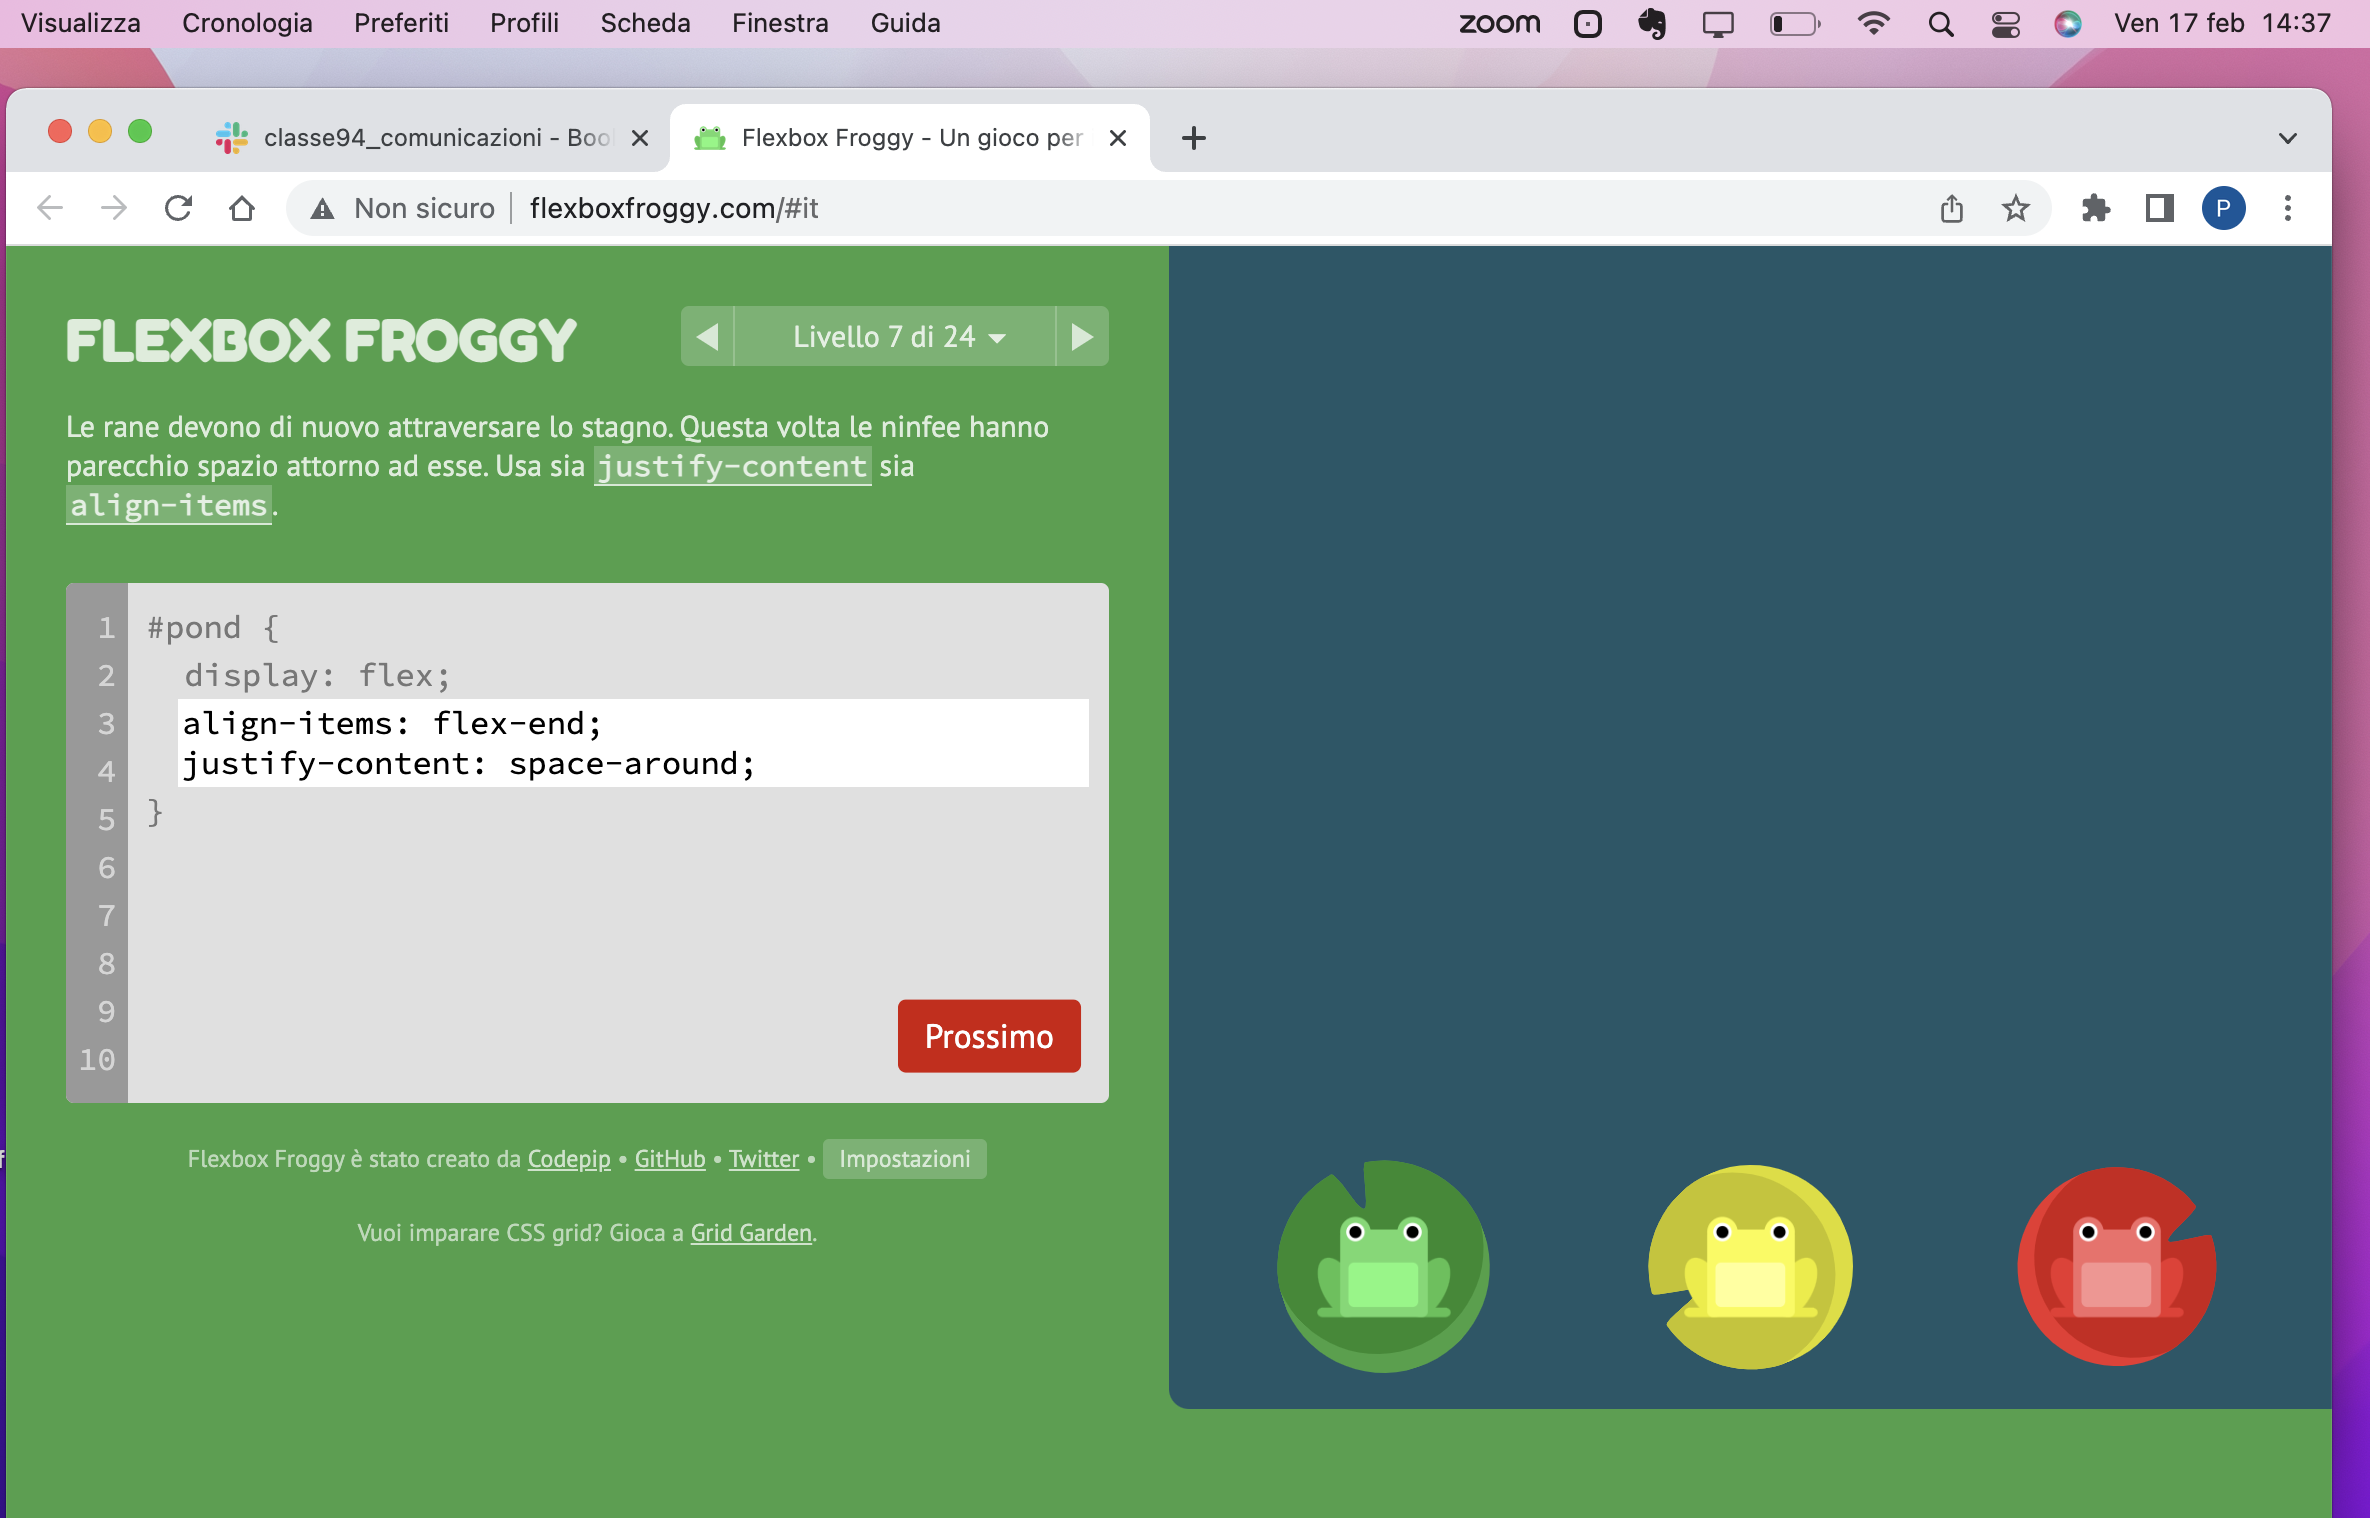 Visualizza Cronologia Preferiti Profili Scheda Finestra Guida zoom Ven 17 feb 14:37
classe94_comunicazioni - Boo Flexbox Froggy - Un gioco per
Non sicuro flexboxfroggy.com/#it P
FLEXBOX FROGGY
Livello 7 di 24
Le rane devono di nuovo attraversare lo stagno. Questa volta le ninfee hanno
parecchio spazio attorno ad esse. Usa sia justify-content sia
align-items.
1 #pond {
2 display: flex;
3 align-items: flex-end;
4 justify-content: space-around;
5 }
6
7
8
9
10
Prossimo
Flexbox Froggy è stato creato da Codepip • GitHub • Twitter • Impostazioni
Vuoi imparare CSS grid? Gioca a Grid Garden.